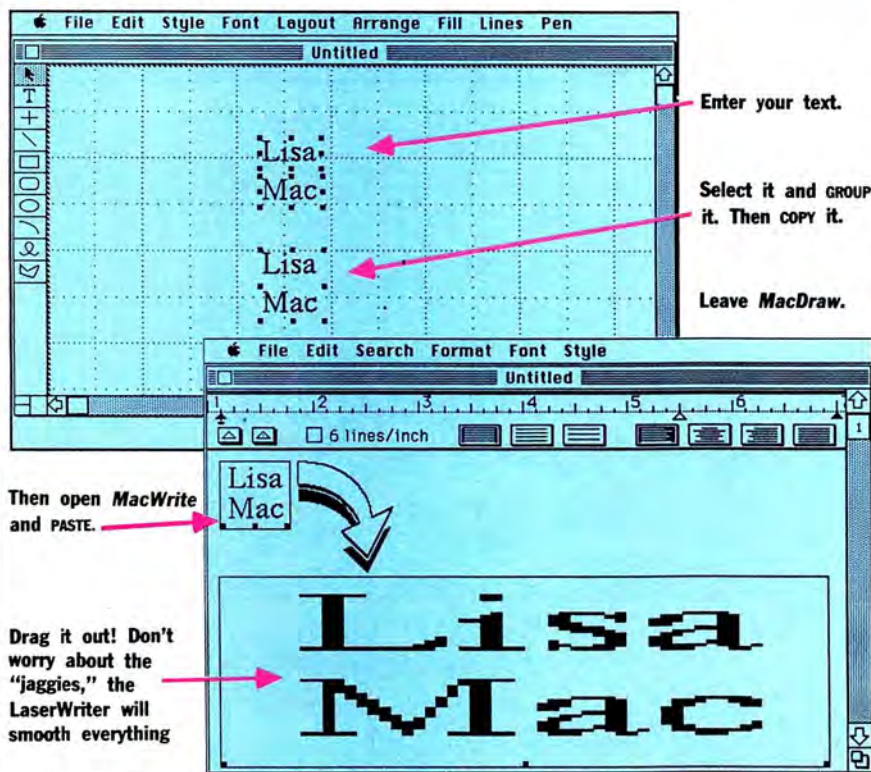 File Edit Style Font Layout Arrange Fill Lines Pen
Untitled
T
Lisa
Mac
Lisa
Mac
Enter your text.
Select it and GROUP
it. Then COPY it.
Leave MacDraw.
File Edit Search Format Font Style
Untitled
1 2 3 4 5 6 7
6 lines/inch
1
Then open MacWrite
and PASTE.
Lisa
Mac
Drag it out! Don't
worry about the
"jaggies," the
LaserWriter will
smooth everything
Lisa
Mac